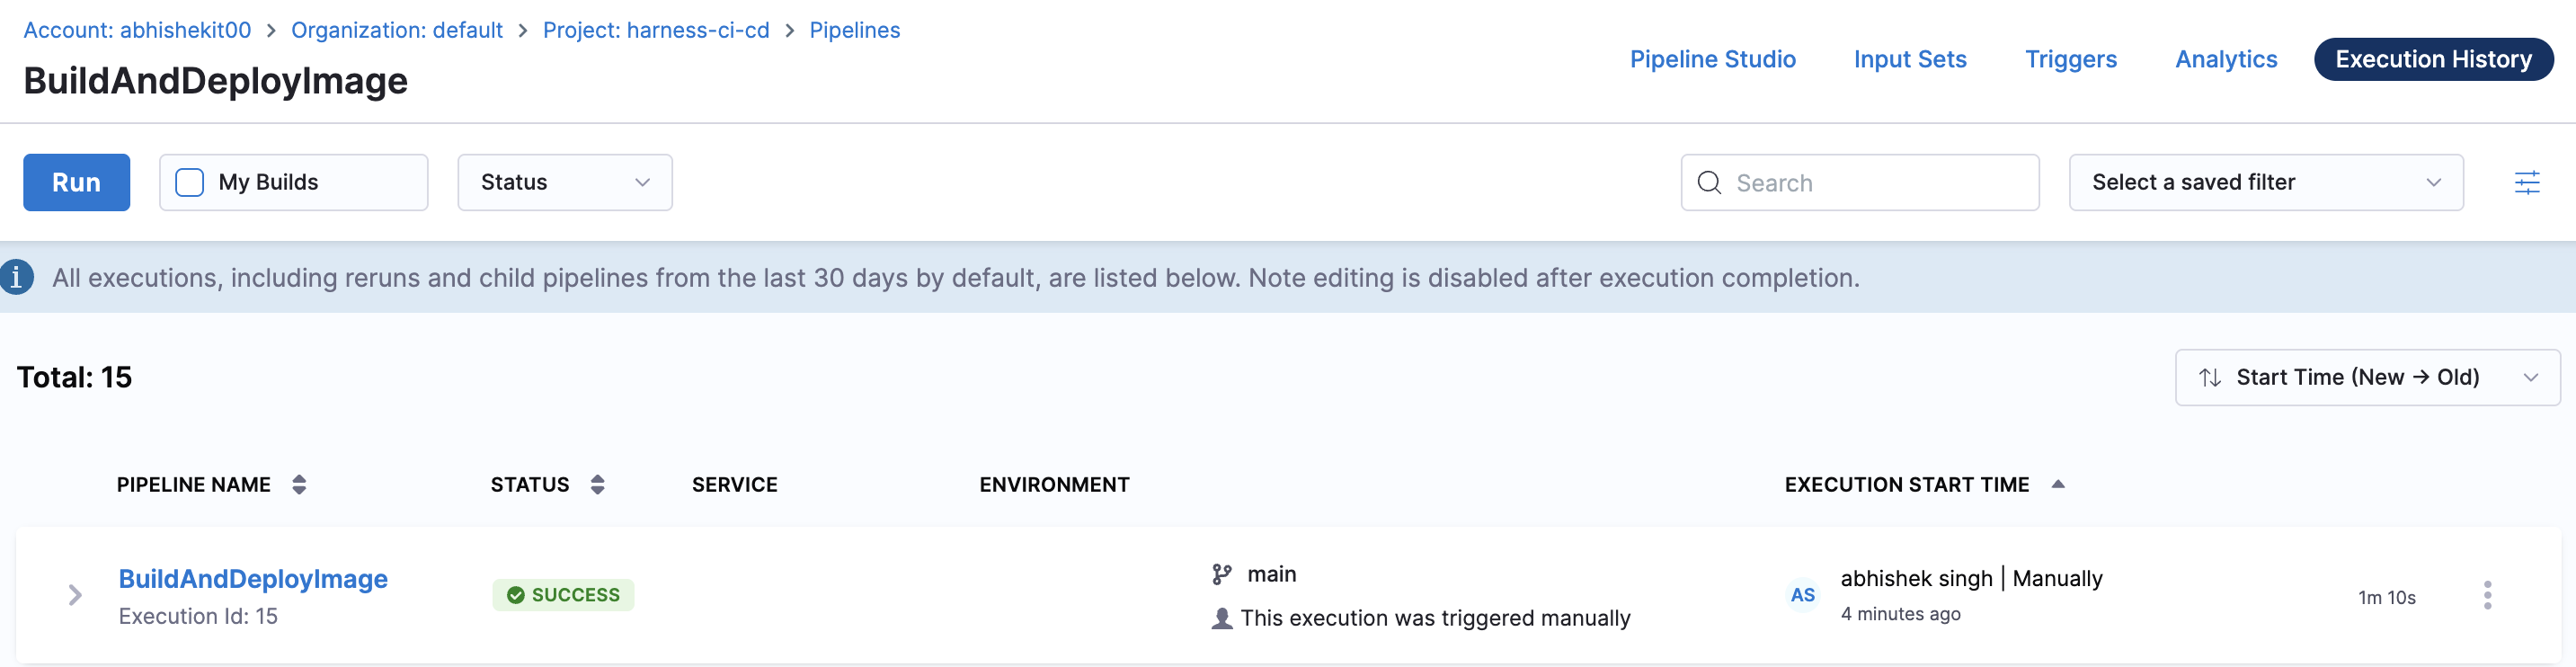 Account: abhishekit00 > Organization: default > Project: harness-ci-cd > Pipelines
BuildAndDeployImage
Pipeline Studio Input Sets Triggers Analytics Execution History
Run My Builds Status Search Select a saved filter
All executions, including reruns and child pipelines from the last 30 days by default, are listed below. Note editing is disabled after execution completion.
Total: 15
Start Time (New → Old)
PIPELINE NAME STATUS SERVICE ENVIRONMENT EXECUTION START TIME
BuildAndDeployImage
Execution Id: 15
SUCCESS
main
This execution was triggered manually
AS
abhishek singh | Manually
4 minutes ago
1m 10s